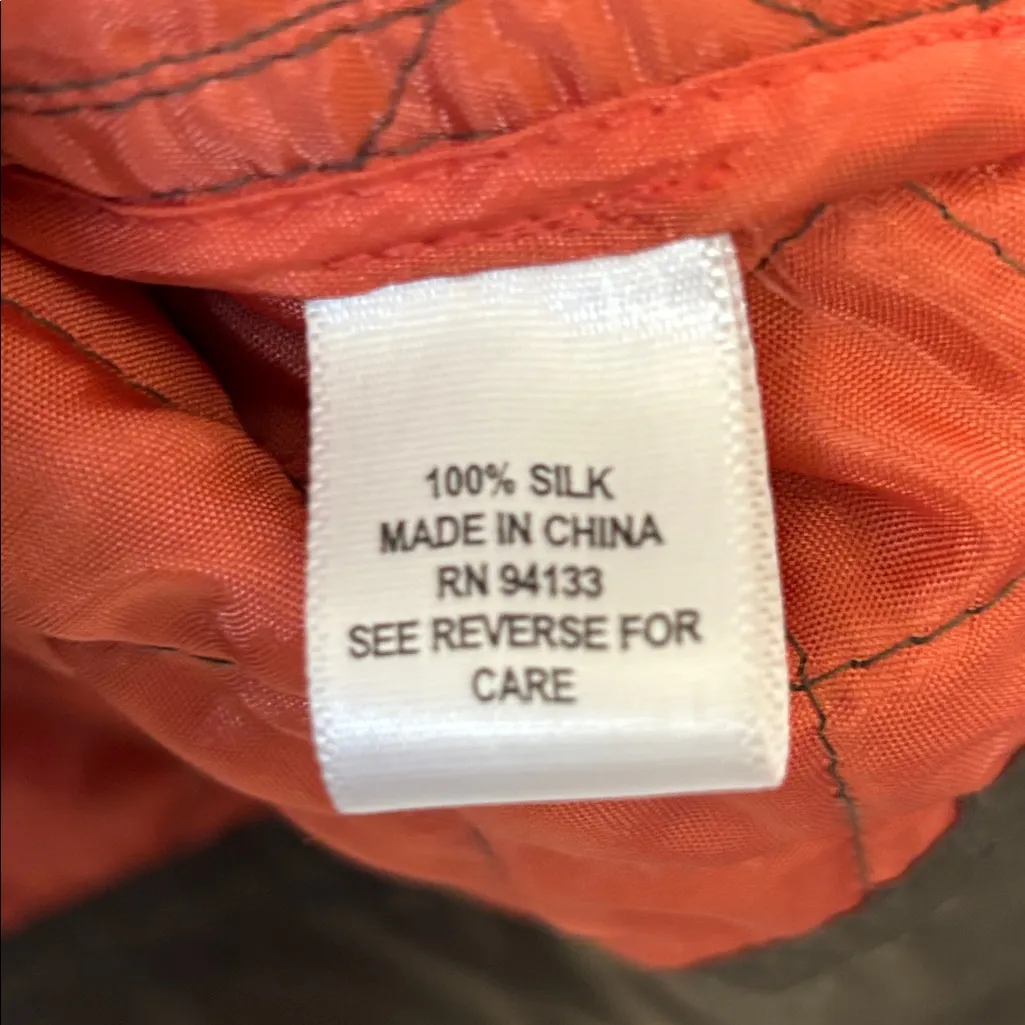 100% SILK
MADE IN CHINA
RN 94133
SEE REVERSE FOR
CARE